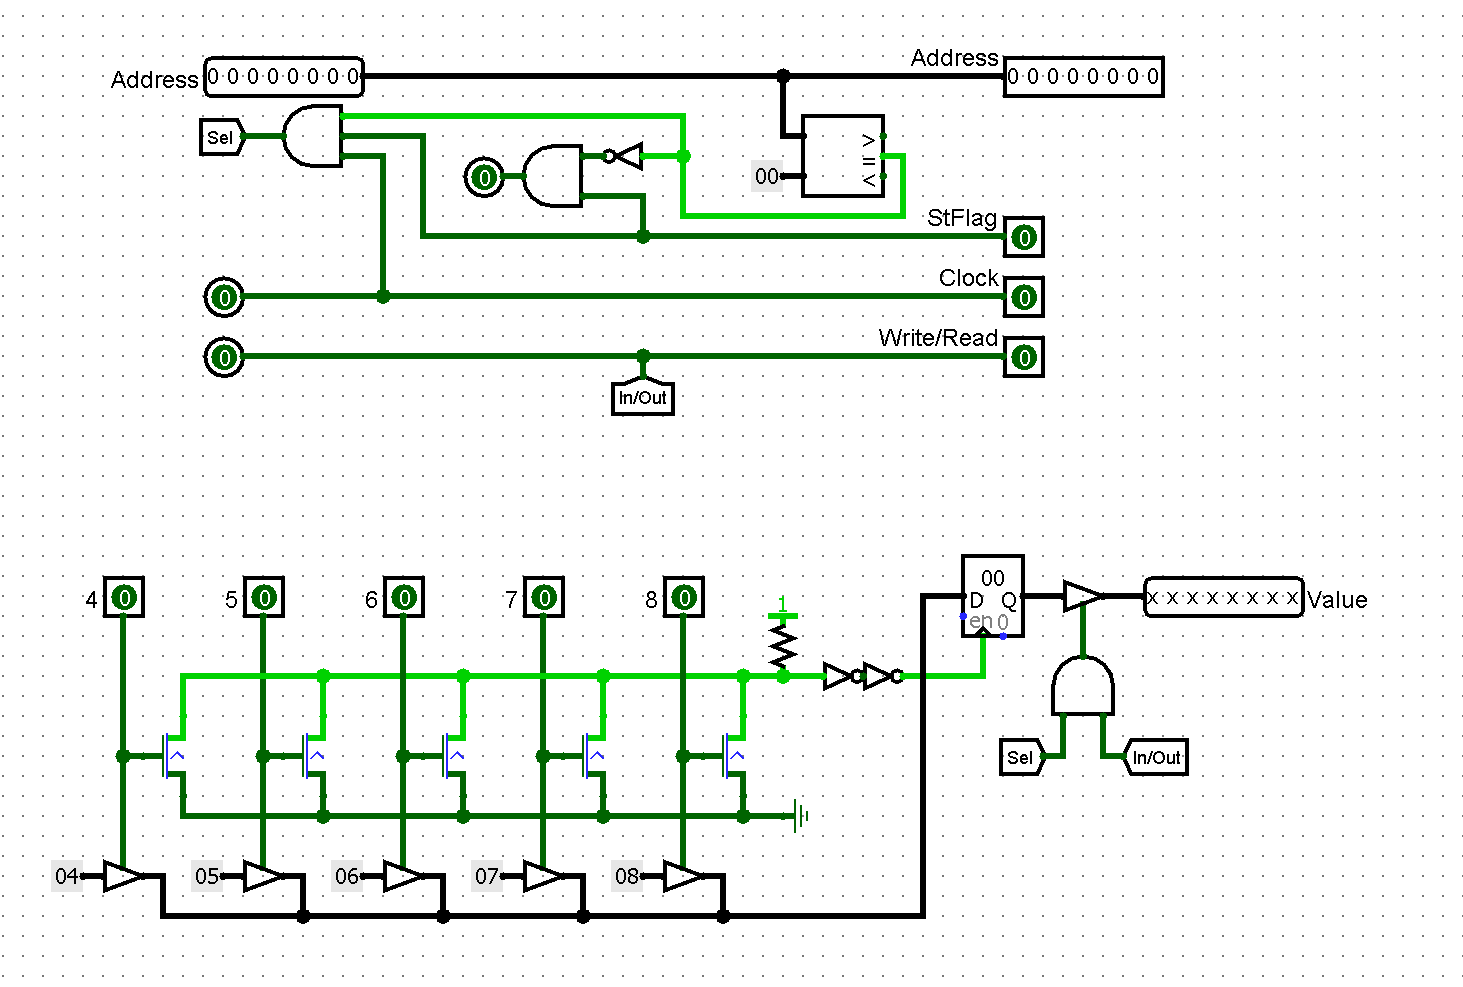 Address 0 0 0 0 0 0 0 0
Address 0 0 0 0 0 0 0 0
Sel
0
00
> = <
StFlag 0
0
Clock 0
0
Write/Read 0
In/Out
4 0
5 0
6 0
7 0
8 0
1
00
D Q
en 0
x x x x x x x x Value
Sel
In/Out
04
05
06
07
08